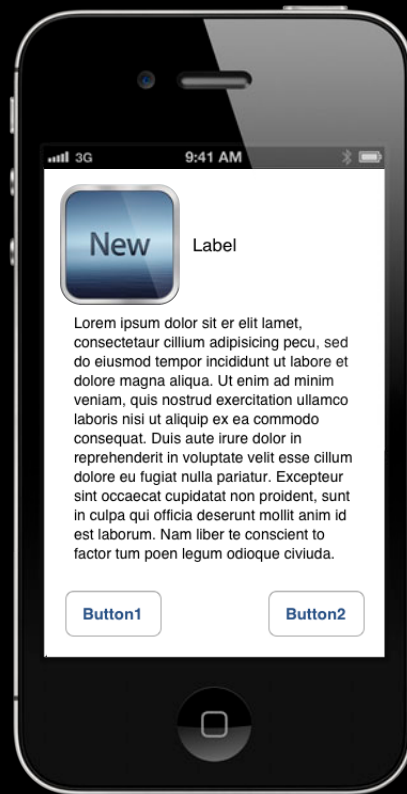 3G 9:41 AM
New
Label
Lorem ipsum dolor sit er elit lamet,
consectetaur cillium adipisicing pecu, sed
do eiusmod tempor incididunt ut labore et
dolore magna aliqua. Ut enim ad minim
veniam, quis nostrud exercitation ullamco
laboris nisi ut aliquip ex ea commodo
consequat. Duis aute irure dolor in
reprehenderit in voluptate velit esse cillum
dolore eu fugiat nulla pariatur. Excepteur
sint occaecat cupidatat non proident, sunt
in culpa qui officia deserunt mollit anim id
est laborum. Nam liber te conscient to
factor tum poen legum odioque civiuda.
Button1 Button2